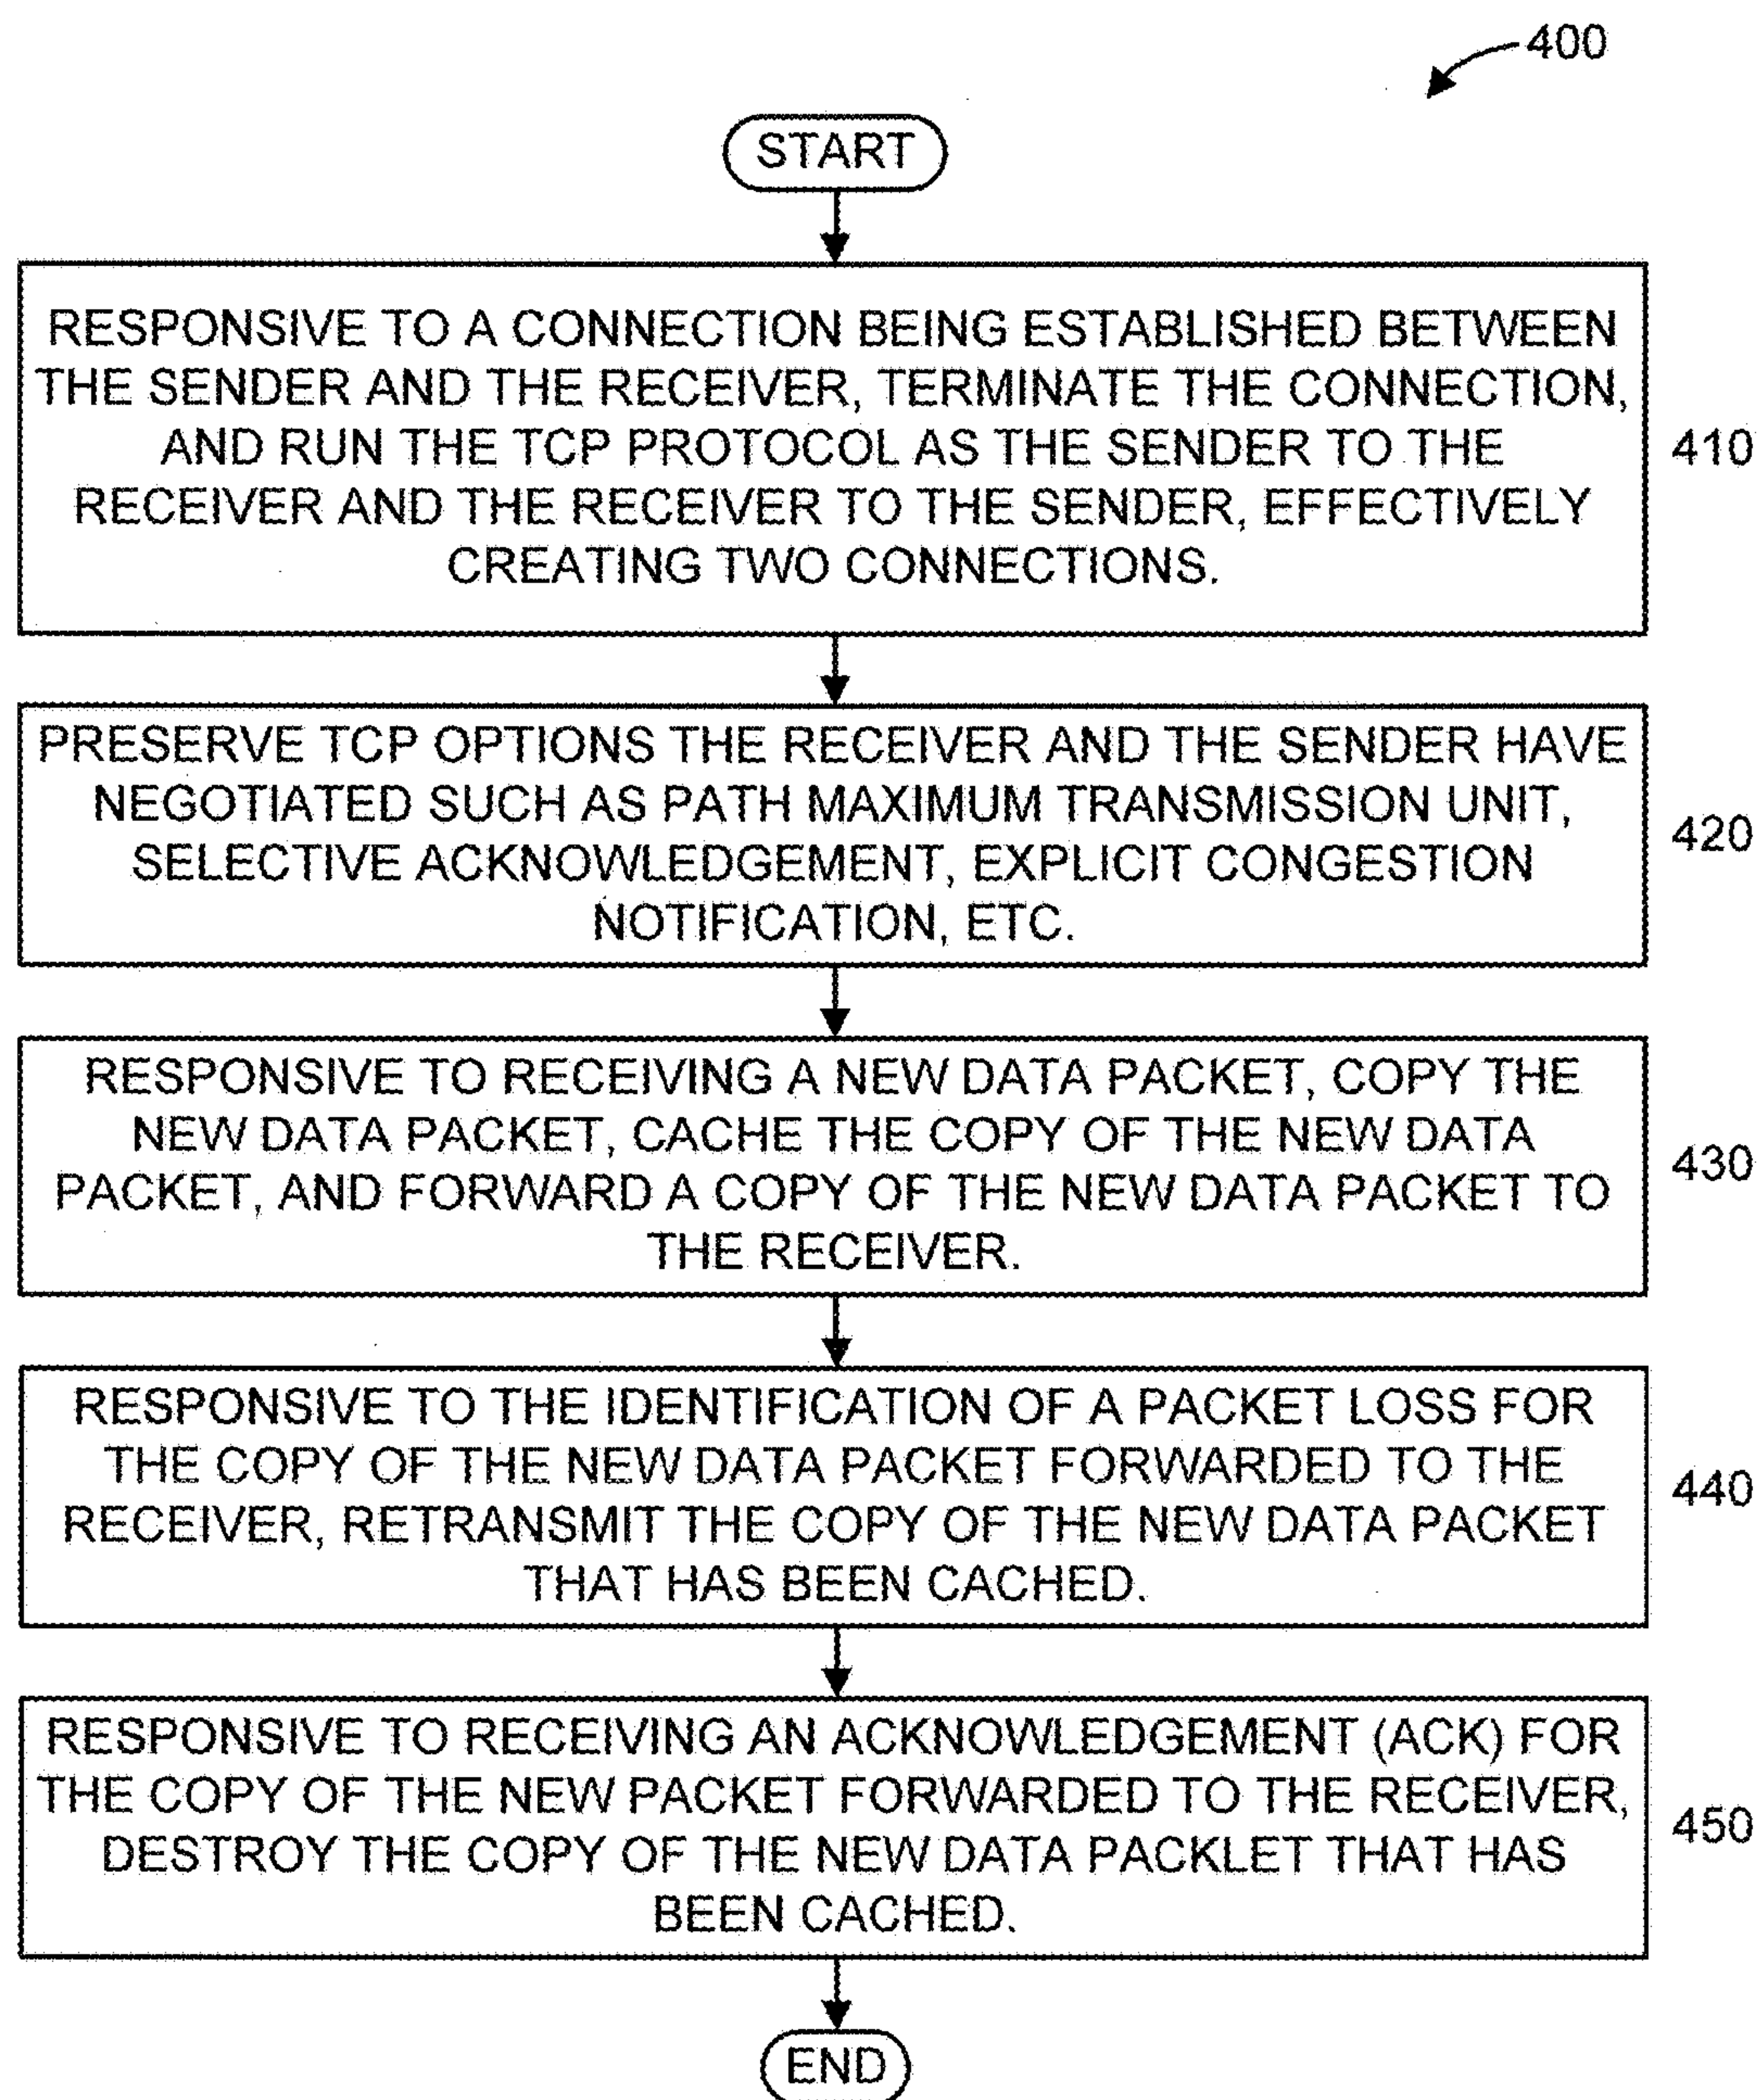 400
START
RESPONSIVE TO A CONNECTION BEING ESTABLISHED BETWEEN
THE SENDER AND THE RECEIVER, TERMINATE THE CONNECTION,
AND RUN THE TCP PROTOCOL AS THE SENDER TO THE
RECEIVER AND THE RECEIVER TO THE SENDER, EFFECTIVELY
CREATING TWO CONNECTIONS.
410
PRESERVE TCP OPTIONS THE RECEIVER AND THE SENDER HAVE
NEGOTIATED SUCH AS PATH MAXIMUM TRANSMISSION UNIT,
SELECTIVE ACKNOWLEDGEMENT, EXPLICIT CONGESTION
NOTIFICATION, ETC.
420
RESPONSIVE TO RECEIVING A NEW DATA PACKET, COPY THE
NEW DATA PACKET, CACHE THE COPY OF THE NEW DATA
PACKET, AND FORWARD A COPY OF THE NEW DATA PACKET TO
THE RECEIVER.
430
RESPONSIVE TO THE IDENTIFICATION OF A PACKET LOSS FOR
THE COPY OF THE NEW DATA PACKET FORWARDED TO THE
RECEIVER, RETRANSMIT THE COPY OF THE NEW DATA PACKET
THAT HAS BEEN CACHED.
440
RESPONSIVE TO RECEIVING AN ACKNOWLEDGEMENT (ACK) FOR
THE COPY OF THE NEW PACKET FORWARDED TO THE RECEIVER,
DESTROY THE COPY OF THE NEW DATA PACKLET THAT HAS
BEEN CACHED.
450
END